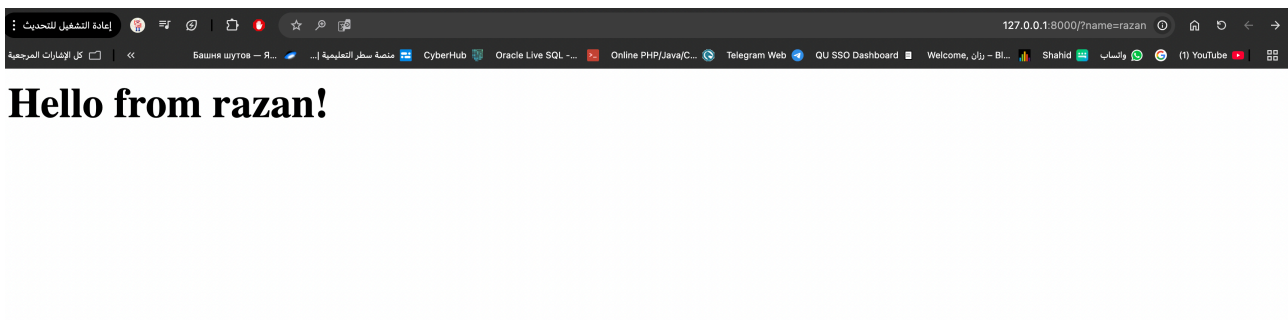 إعادة التشغيل للتحديث
127.0.0.1:8000/?name=razan
(1) YouTube
واتساب
Shahid
Welcome, رزان – Bl...
QU SSO Dashboard
Telegram Web
Online PHP/Java/C...
Oracle Live SQL -...
CyberHub
منصة سطر التعليمية |...
Башня шутов — Я...
»
كل الإشارات المرجعية
Hello from razan!